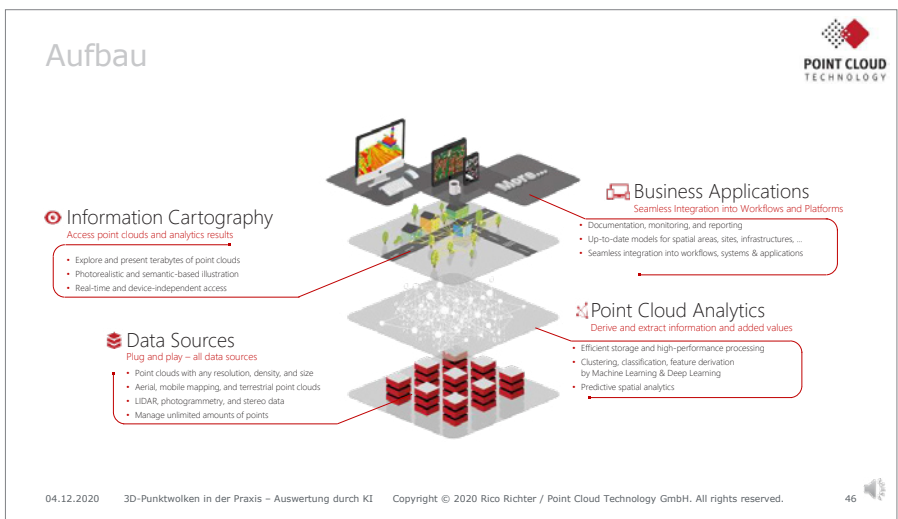 Aufbau
POINT CLOUD
TECHNOLOGY
More...
Information Cartography
Access point clouds and analytics results
• Explore and present terabytes of point clouds
• Photorealistic and semantic-based illustration
• Real-time and device-independent access
Business Applications
Seamless Integration into Workflows and Platforms
• Documentation, monitoring, and reporting
• Up-to-date models for spatial areas, sites, infrastructures, ...
• Seamless integration into workflows, systems & applications
Data Sources
Plug and play – all data sources
• Point clouds with any resolution, density, and size
• Aerial, mobile mapping, and terrestrial point clouds
• LIDAR, photogrammetry, and stereo data
• Manage unlimited amounts of points
Point Cloud Analytics
Derive and extract information and added values
• Efficient storage and high-performance processing
• Clustering, classification, feature derivation
by Machine Learning & Deep Learning
• Predictive spatial analytics
04.12.2020 3D-Punktwolken in der Praxis – Auswertung durch KI Copyright © 2020 Rico Richter / Point Cloud Technology GmbH. All rights reserved. 46